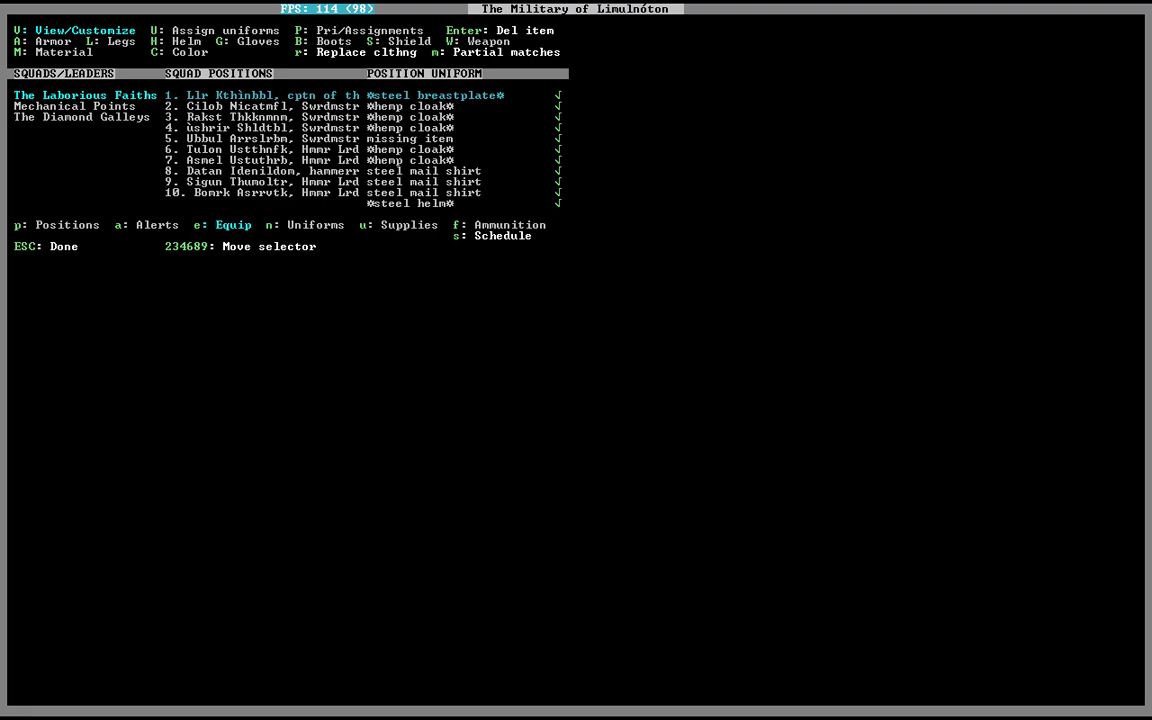 FPS: 114 (98) The Military of Limulnóton
V: View/Customize U: Assign uniforms P: Pri/Assignments Enter: Del item
A: Armor L: Legs H: Helm G: Gloves B: Boots S: Shield W: Weapon
M: Material C: Color r: Replace clthng m: Partial matches
SQUADS/LEADERS SQUAD POSITIONS POSITION UNIFORM
The Laborious Faiths 1. Llr Kthìnbbl, cptn of th ☼steel breastplate☼ √
Mechanical Points 2. Cilob Nicatmfl, Swrdmstr ☼hemp cloak☼ √
The Diamond Galleys 3. Rakst Thkknmnm, Swrdmstr ☼hemp cloak☼ √
4. ùshrir Shldtbl, Swrdmstr ☼hemp cloak☼ √
5. Ubbul Arrslrbm, Swrdmstr missing item √
6. Tulon Ustthnfk, Hmmr Lrd ☼hemp cloak☼ √
7. Asmel Ustuthrb, Hmmr Lrd ☼hemp cloak☼ √
8. Datan Idenildom, hammerr steel mail shirt √
9. Sigun Thumoltr, Hmmr Lrd steel mail shirt √
10. Bomrk Asrrvtk, Hmmr Lrd steel mail shirt √
☼steel helm☼ √
p: Positions a: Alerts e: Equip n: Uniforms u: Supplies f: Ammunition
s: Schedule
ESC: Done 234689: Move selector